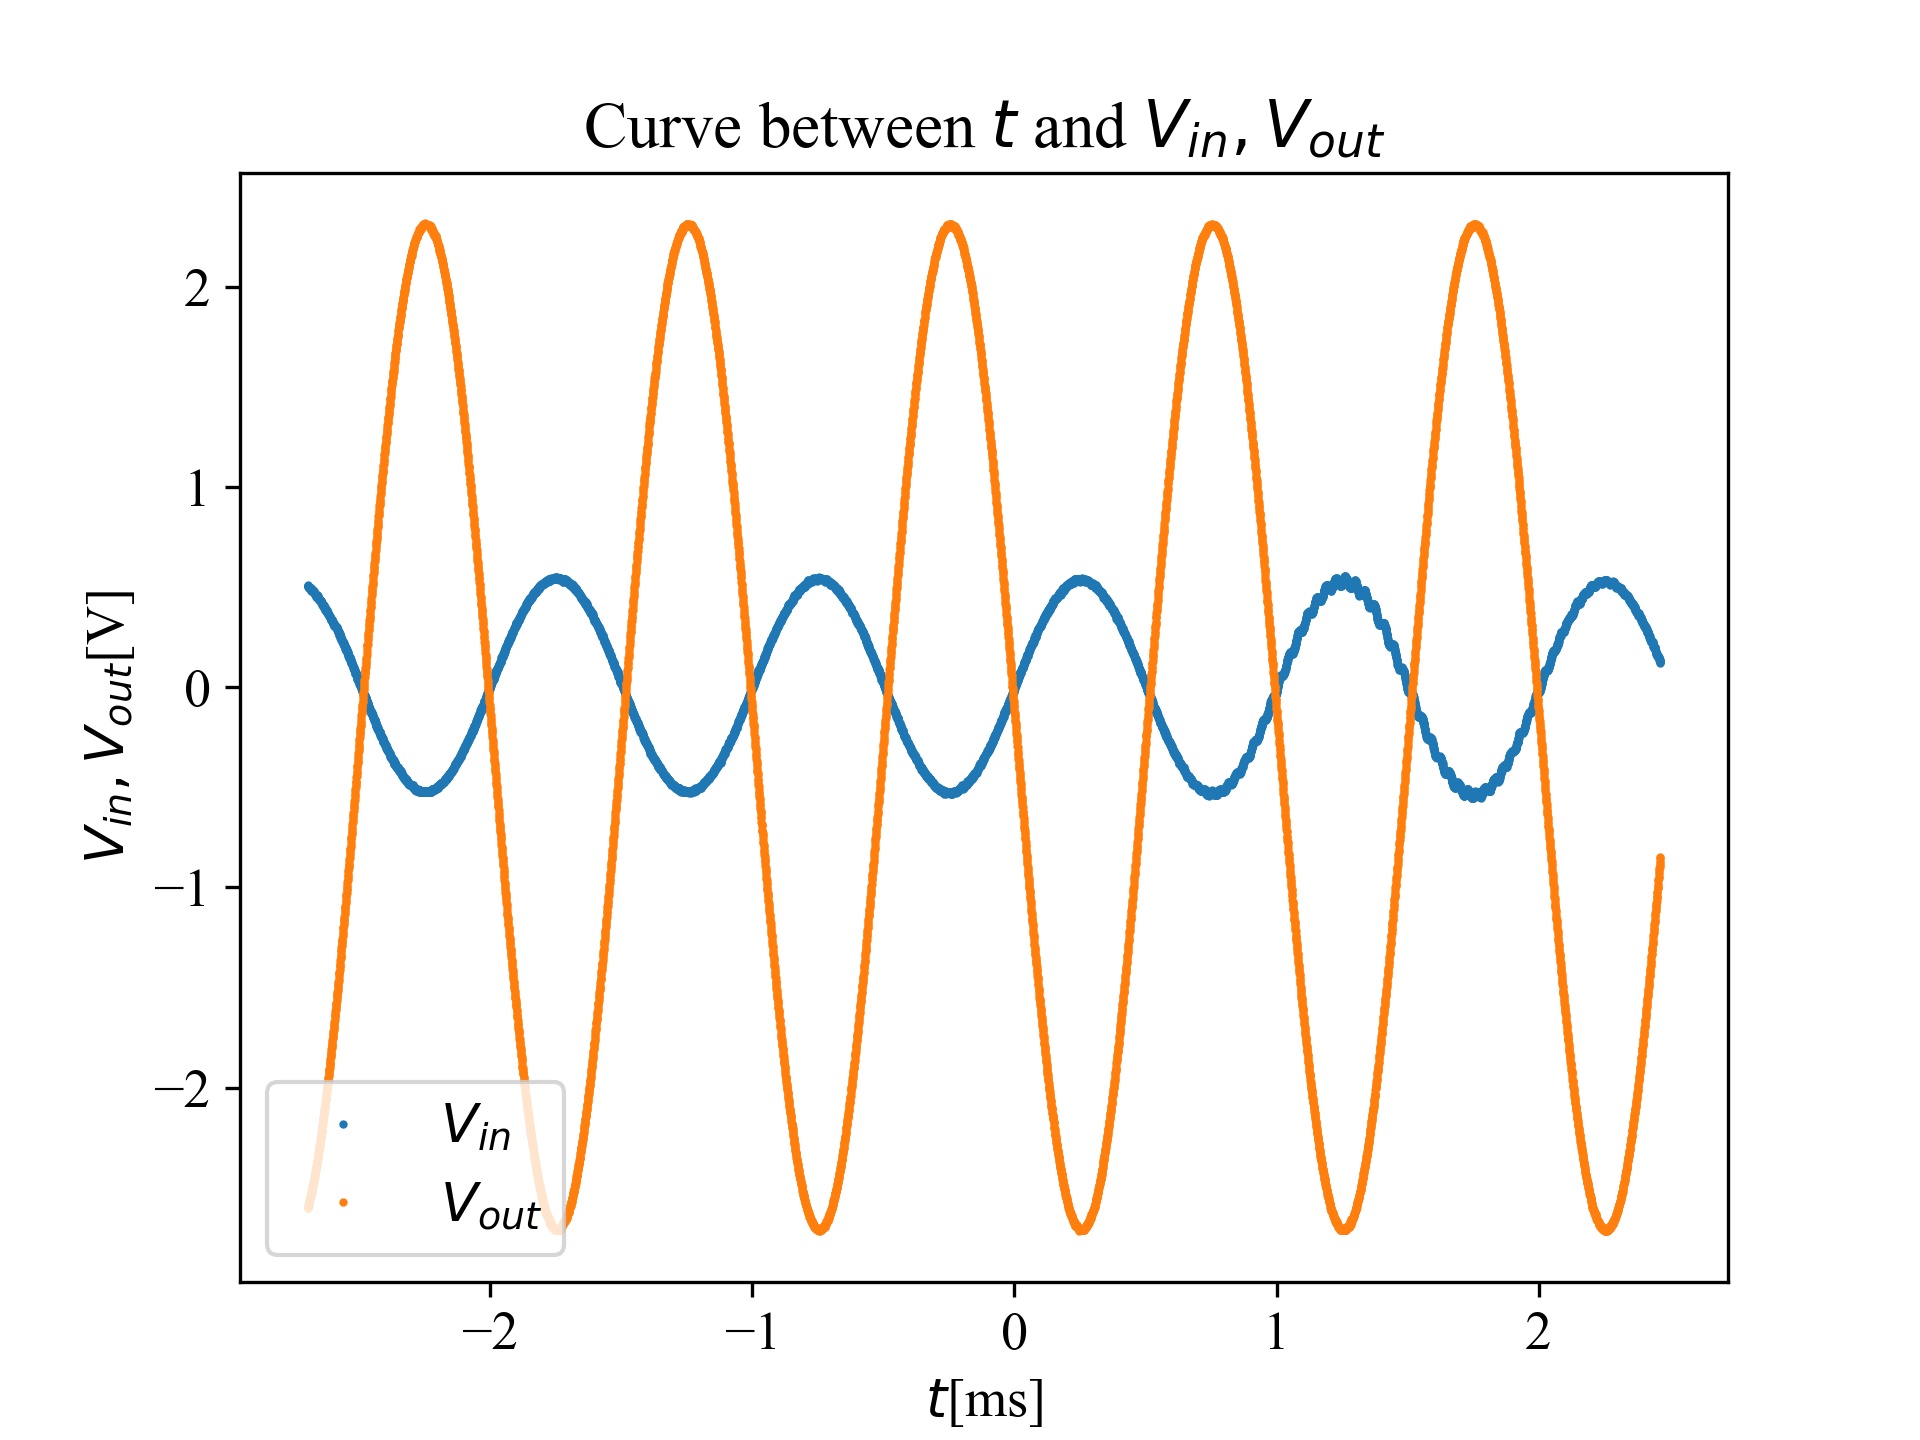 Curve between t and V_in, V_out
V_in, V_out[V]
2
1
0
−1
−2
V_in
V_out
−2
−1
0
1
2
t[ms]